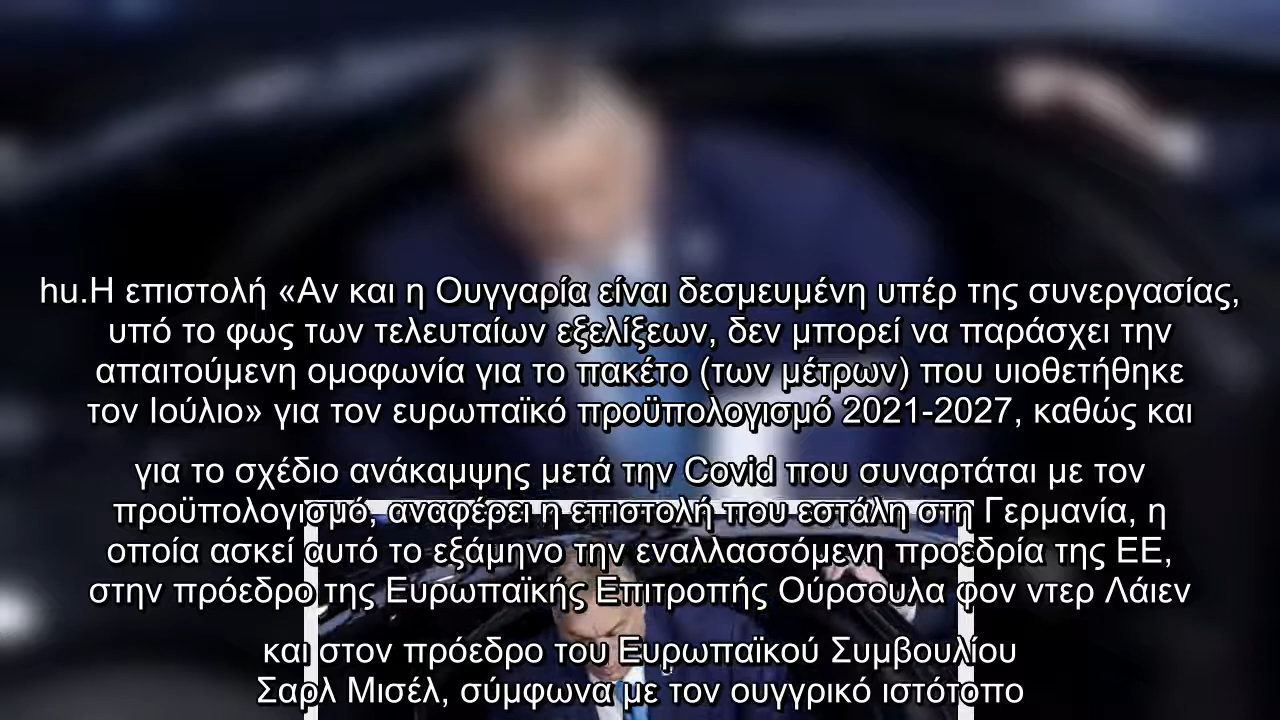 hu.Η επιστολή «Αν και η Ουγγαρία είναι δεσμευμένη υπέρ της συνεργασίας,
υπό το φως των τελευταίων εξελίξεων, δεν μπορεί να παράσχει την
απαιτούμενη ομοφωνία για το πακέτο (των μέτρων) που υιοθετήθηκε
τον Ιούλιο» για τον ευρωπαϊκό προϋπολογισμό 2021-2027, καθώς και
για το σχέδιο ανάκαμψης μετά την Covid που συναρτάται με τον
προϋπολογισμό, αναφέρει η επιστολή που εστάλη στη Γερμανία, η
οποία ασκεί αυτό το εξάμηνο την εναλλασσόμενη προεδρία της ΕΕ,
στην πρόεδρο της Ευρωπαϊκής Επιτροπής Ούρσουλα φον ντερ Λάιεν
και στον πρόεδρο του Ευρωπαϊκού Συμβουλίου
Σαρλ Μισέλ, σύμφωνα με τον ουγγρικό ιστότοπο